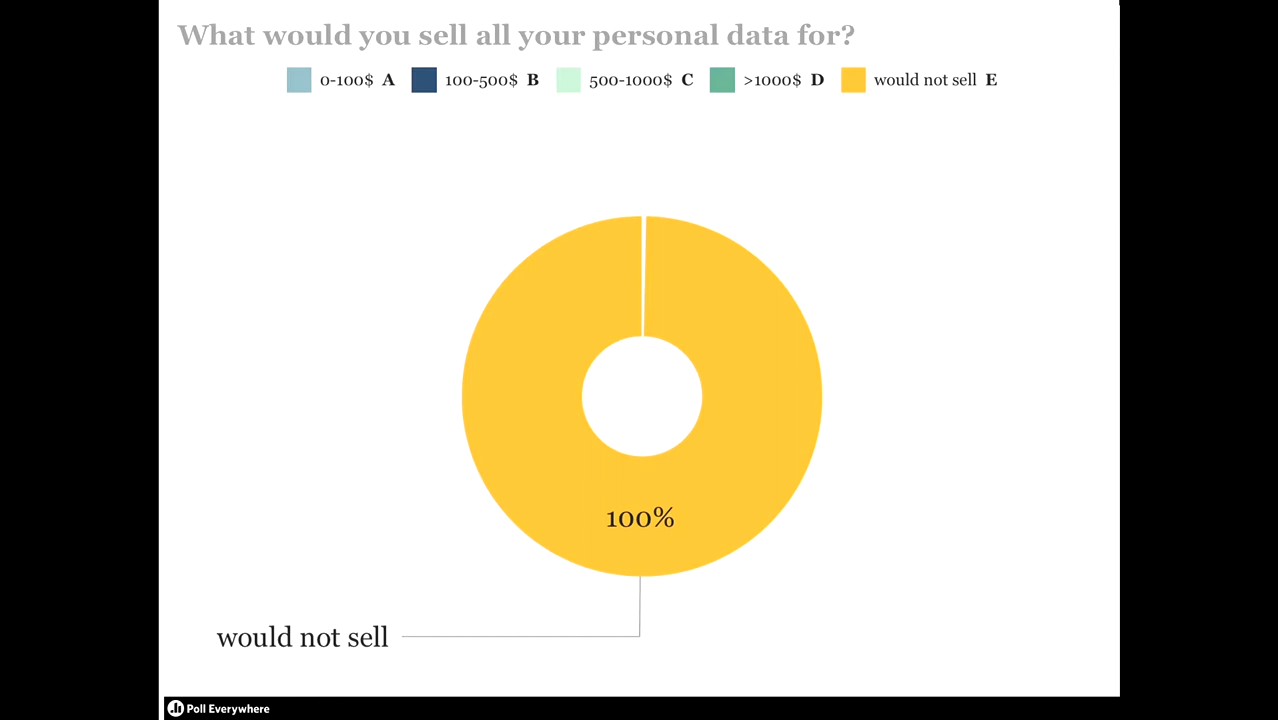 What would you sell all your personal data for?
0-100$ A 100-500$ B 500-1000$ C >1000$ D would not sell E
100%
would not sell
Poll Everywhere